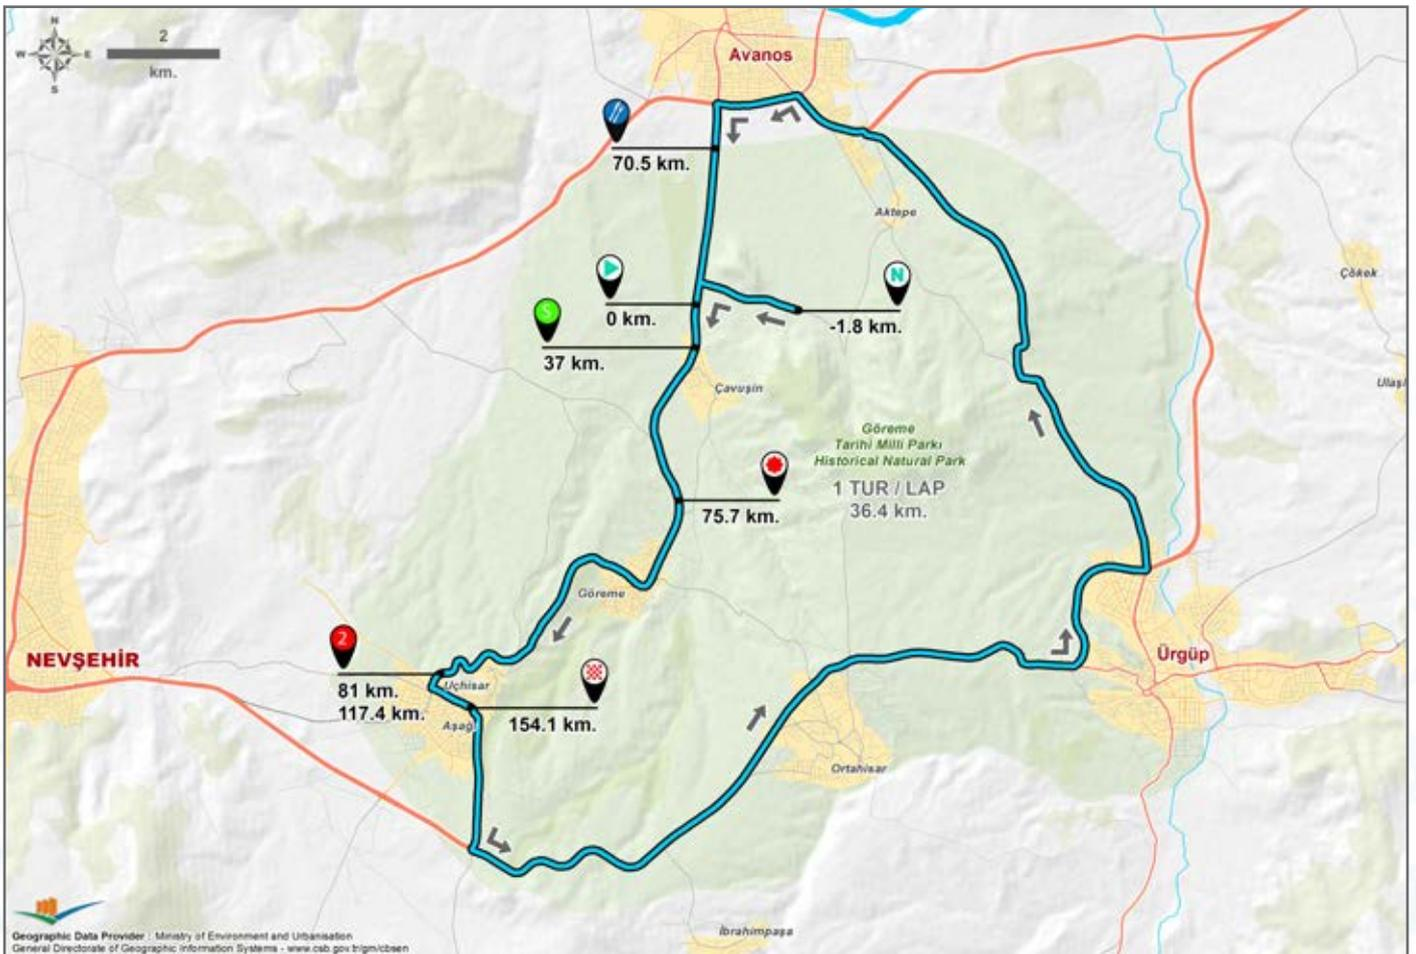 N
W E
S
2
km.
Avanos
70.5 km.
Aktepe
Çökek
N
0 km.
-1.8 km.
S
37 km.
Çavuşin
Göreme
Tarihi Milli Parkı
Historical Natural Park
1 TUR / LAP
36.4 km.
75.7 km.
Göreme
2
NEVŞEHİR
Ürgüp
81 km.
Uçhisar
117.4 km.
154.1 km.
Ortahisar
İbrahimpaşa
Geographic Data Provider : Ministry of Environment and Urbanisation
General Directorate of Geographic Information Systems - www.csb.gov.tr/gm/cbsen